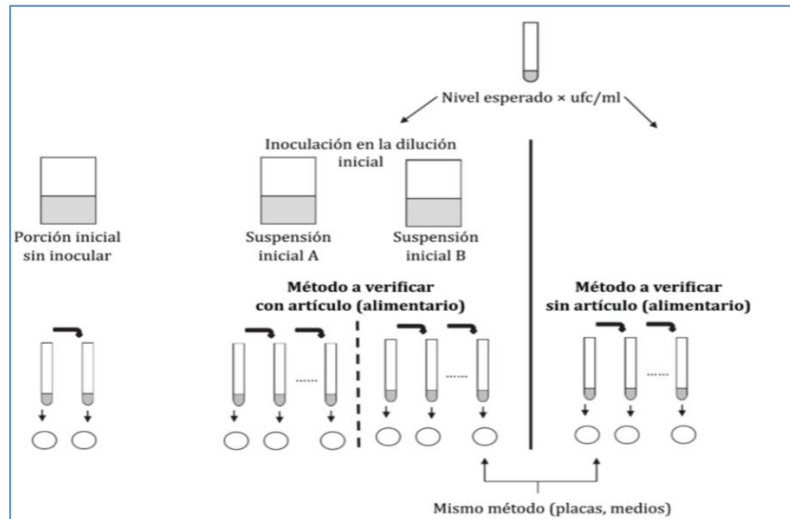 Nivel esperado × ufc/ml
Inoculación en la dilución
inicial
Porción inicial
sin inocular
Suspensión
inicial A
Suspensión
inicial B
Método a verificar
con artículo (alimentario)
Método a verificar
sin artículo (alimentario)
......
......
......
Mismo método (placas, medios)